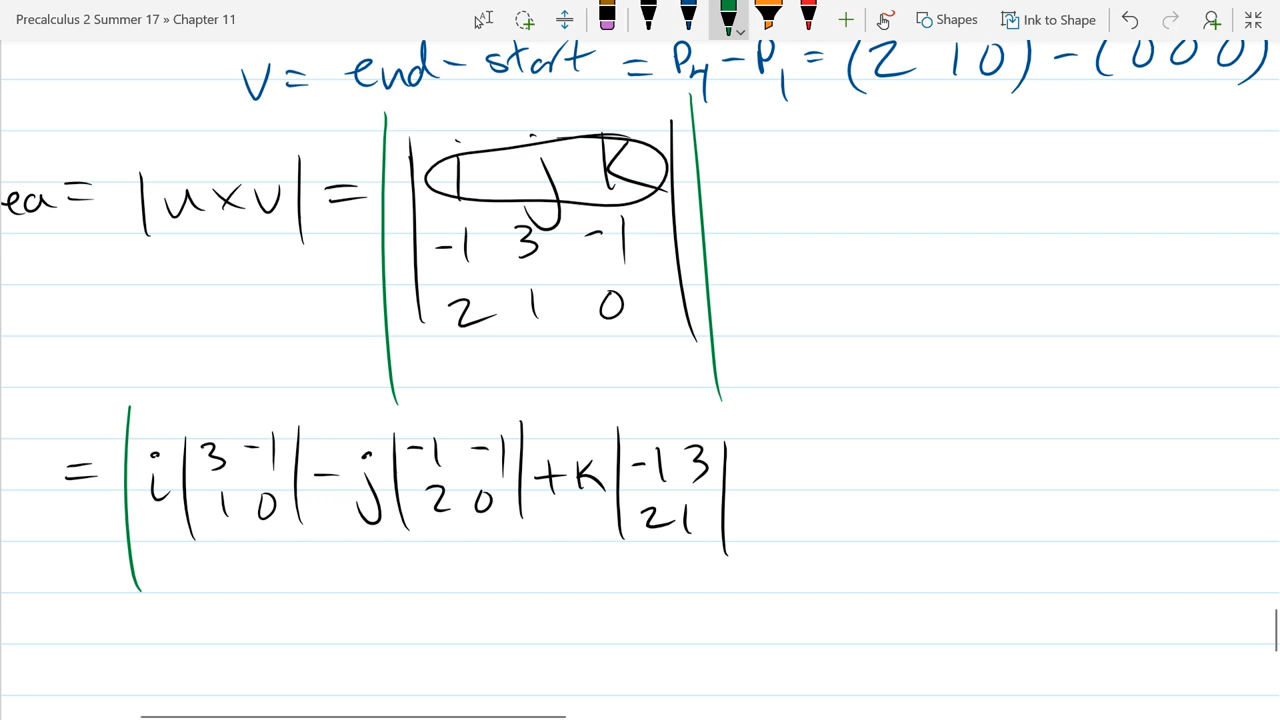 Precalculus 2 Summer 17 » Chapter 11
Shapes
Ink to Shape
v = end - start = P4 - P1 = (2 1 0) - (0 0 0)
i j k
ea = |u×v| =
-1 3 -1
2 1 0
= | i | 3 -1 | - j | -1 -1 | + k | -1 3 |
1 0 2 0 2 1